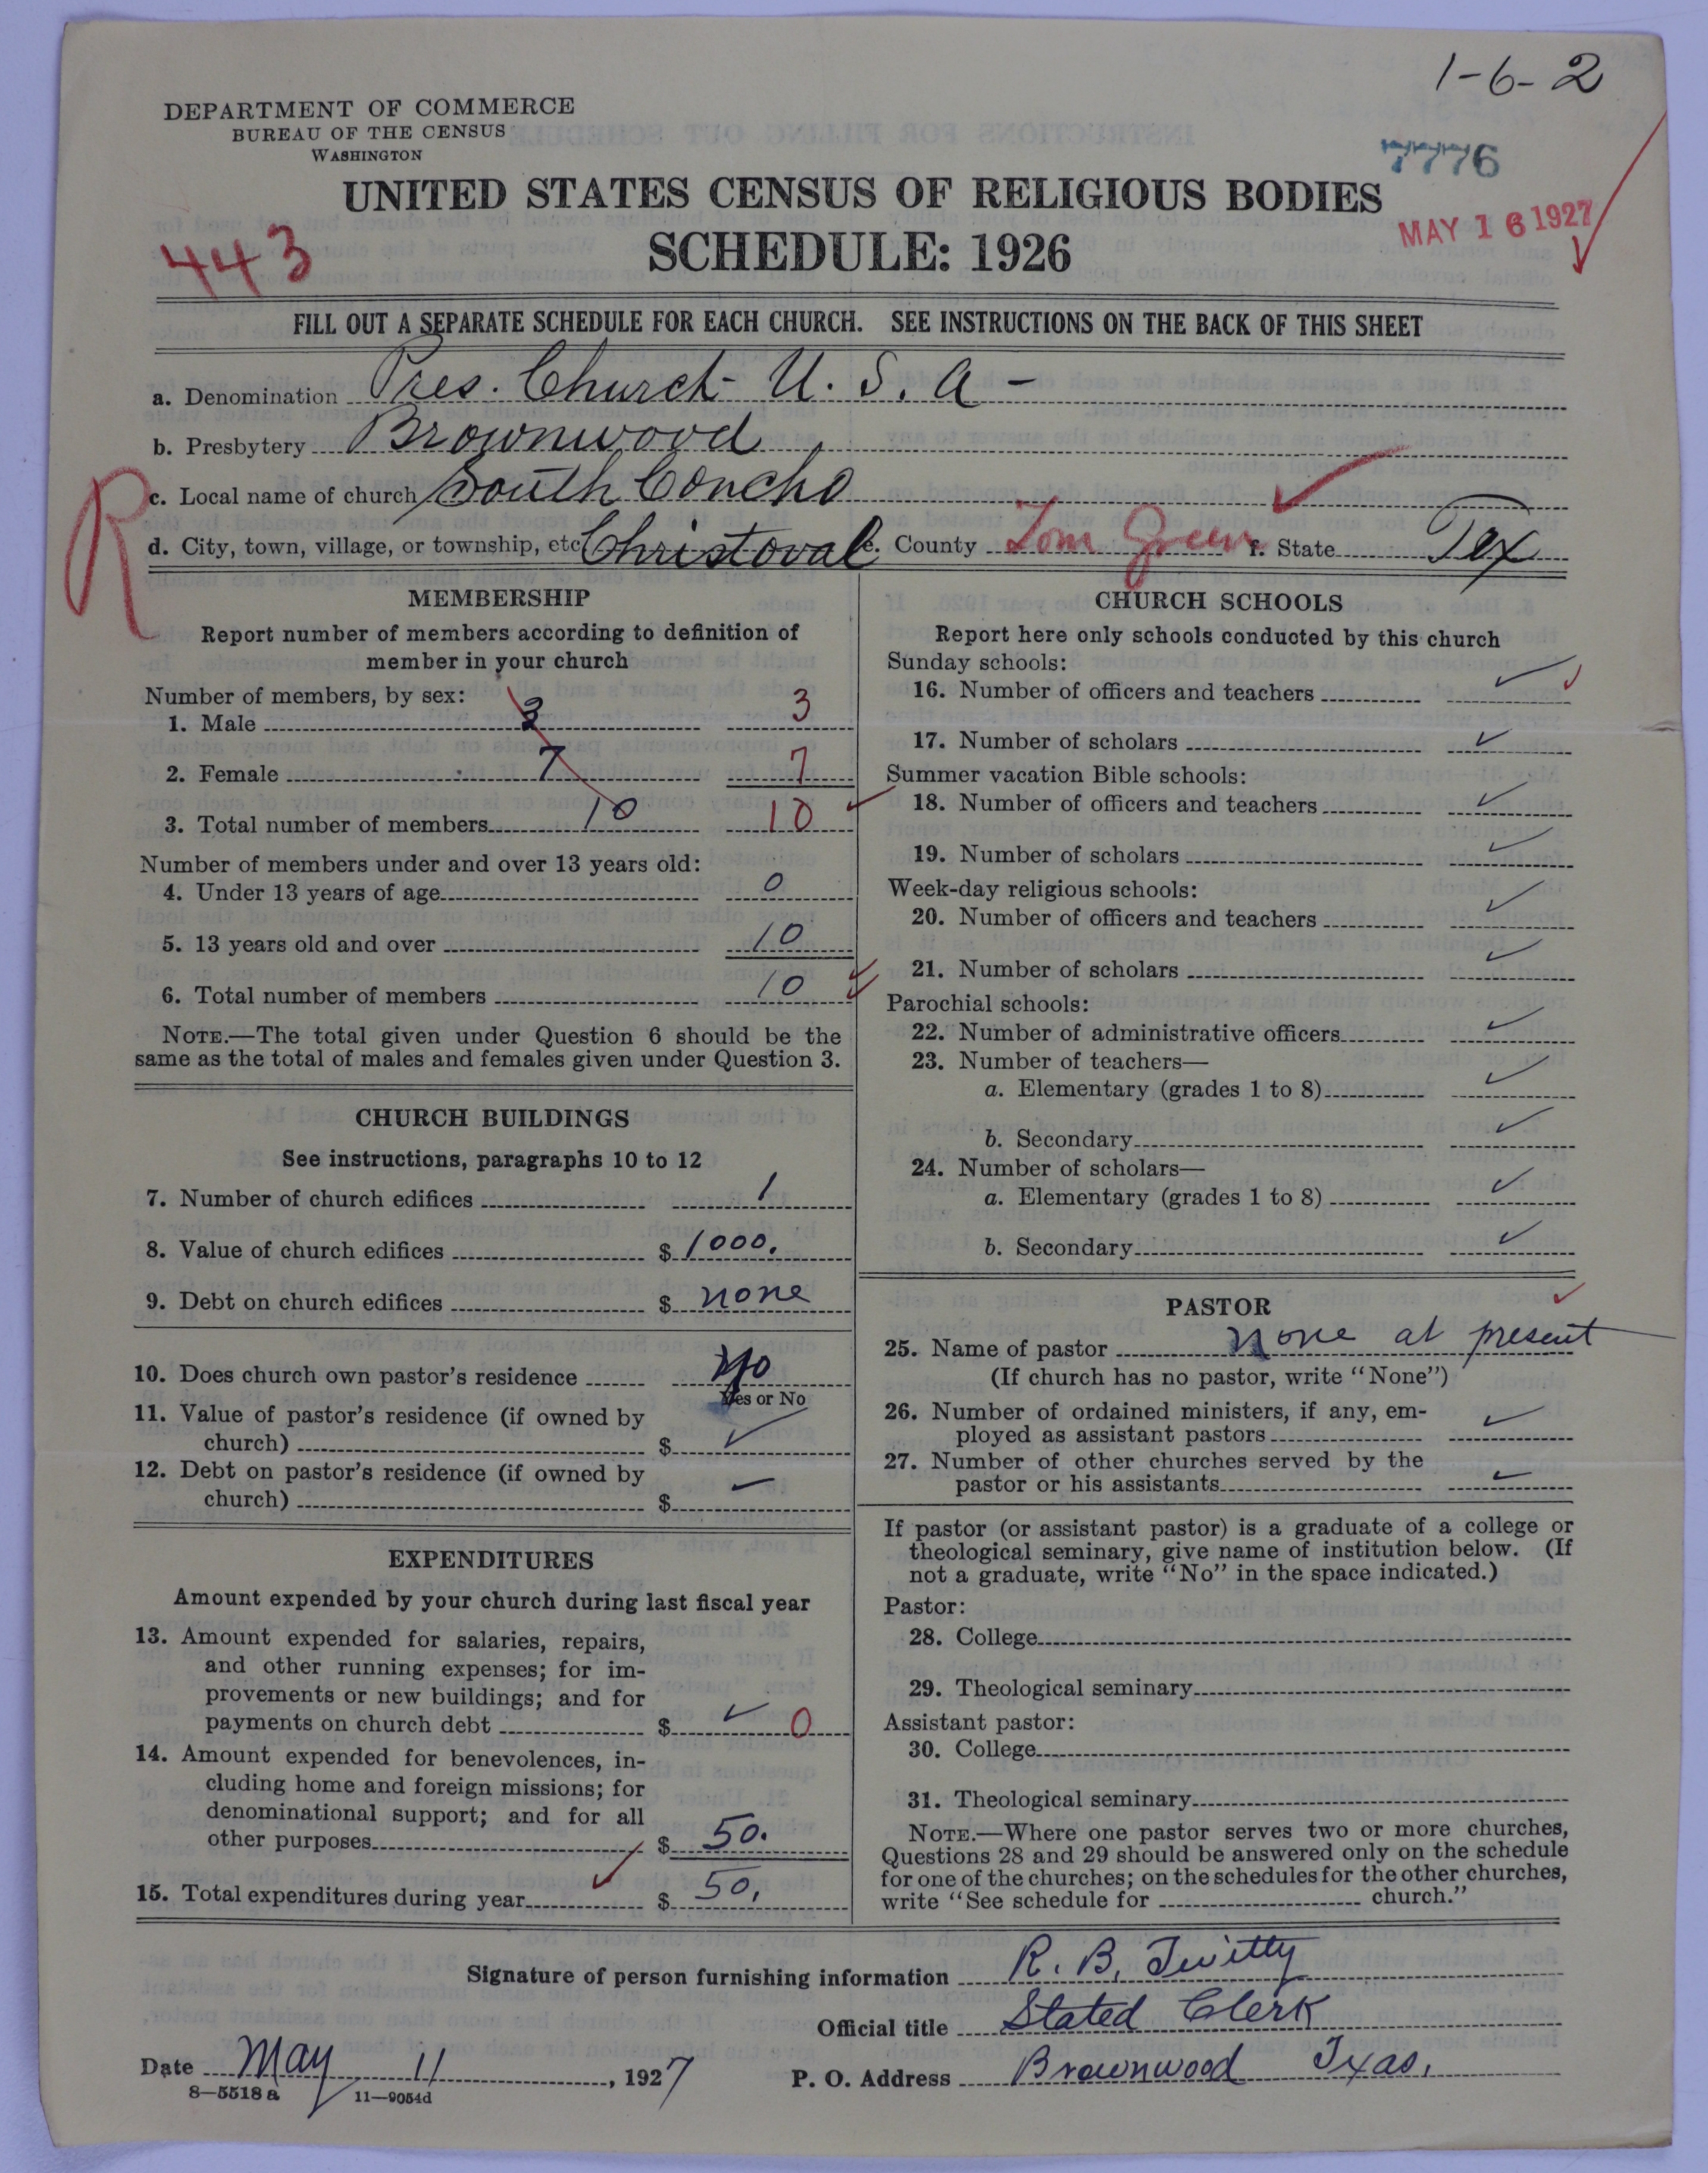 1-6-2
DEPARTMENT OF COMMERCE
BUREAU OF THE CENSUS
WASHINGTON
7776
UNITED STATES CENSUS OF RELIGIOUS BODIES
MAY 16 1927
443
SCHEDULE: 1926
FILL OUT A SEPARATE SCHEDULE FOR EACH CHURCH. SEE INSTRUCTIONS ON THE BACK OF THIS SHEET
a. Denomination Pres. Church U. S. A -
b. Presbytery Brownwood
R
c. Local name of church South Concho
d. City, town, village, or township, etc. Christoval e. County Tom Green f. State Tex
MEMBERSHIP
Report number of members according to definition of
member in your church
Number of members, by sex:
1. Male 3 3
2. Female 7 7
3. Total number of members 10 10
Number of members under and over 13 years old:
4. Under 13 years of age 0
5. 13 years old and over 10
6. Total number of members 10
NOTE.—The total given under Question 6 should be the
same as the total of males and females given under Question 3.
CHURCH BUILDINGS
See instructions, paragraphs 10 to 12
7. Number of church edifices 1
8. Value of church edifices $ 1000.
9. Debt on church edifices $ none
10. Does church own pastor's residence No
Yes or No
11. Value of pastor's residence (if owned by
church) $ ✓
12. Debt on pastor's residence (if owned by
church) $ ✓
EXPENDITURES
Amount expended by your church during last fiscal year
13. Amount expended for salaries, repairs,
and other running expenses; for im-
provements or new buildings; and for
payments on church debt $ ✓ 0
14. Amount expended for benevolences, in-
cluding home and foreign missions; for
denominational support; and for all
other purposes $ 50.
15. Total expenditures during year $ 50.
CHURCH SCHOOLS
Report here only schools conducted by this church
Sunday schools:
16. Number of officers and teachers ✓
17. Number of scholars ✓
Summer vacation Bible schools:
18. Number of officers and teachers ✓
19. Number of scholars ✓
Week-day religious schools:
20. Number of officers and teachers ✓
21. Number of scholars ✓
Parochial schools:
22. Number of administrative officers ✓
23. Number of teachers—
a. Elementary (grades 1 to 8) ✓
b. Secondary ✓
24. Number of scholars—
a. Elementary (grades 1 to 8) ✓
b. Secondary ✓
PASTOR
25. Name of pastor none at present
(If church has no pastor, write "None")
26. Number of ordained ministers, if any, em-
ployed as assistant pastors ✓
27. Number of other churches served by the
pastor or his assistants ✓
If pastor (or assistant pastor) is a graduate of a college or
theological seminary, give name of institution below. (If
not a graduate, write "No" in the space indicated.)
Pastor:
28. College
29. Theological seminary
Assistant pastor:
30. College
31. Theological seminary
NOTE.—Where one pastor serves two or more churches,
Questions 28 and 29 should be answered only on the schedule
for one of the churches; on the schedules for the other churches,
write "See schedule for church."
Signature of person furnishing information R. B. Twitty
Official title Stated Clerk
Date May 11, 1927 P. O. Address Brownwood Txas.
8—5518 a 11—9054d